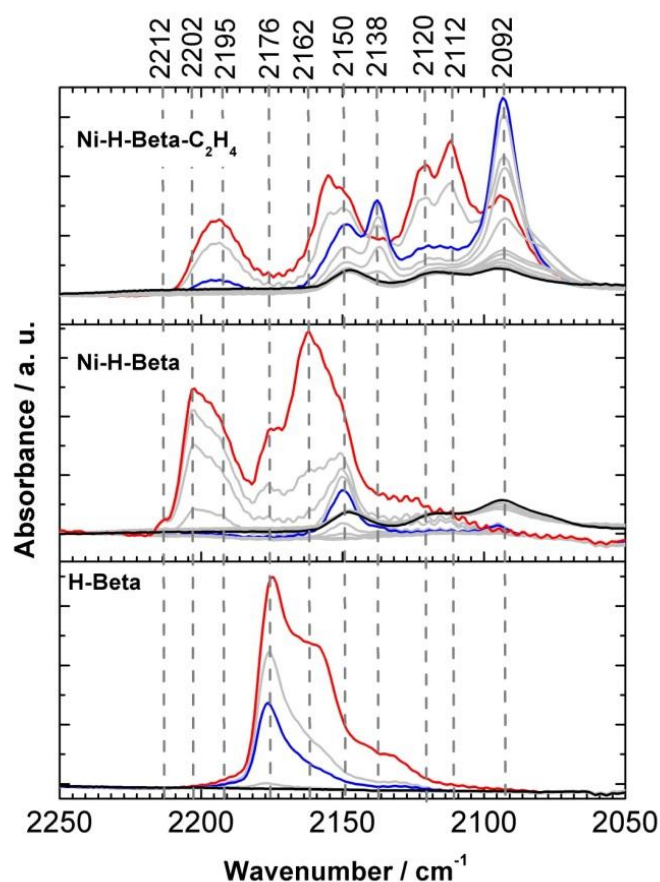 2212
2202
2195
2176
2162
2150
2138
2120
2112
2092
Ni-H-Beta-C₂H₄
Ni-H-Beta
H-Beta
Absorbance / a. u.
2250 2200 2150 2100 2050
Wavenumber / cm⁻¹